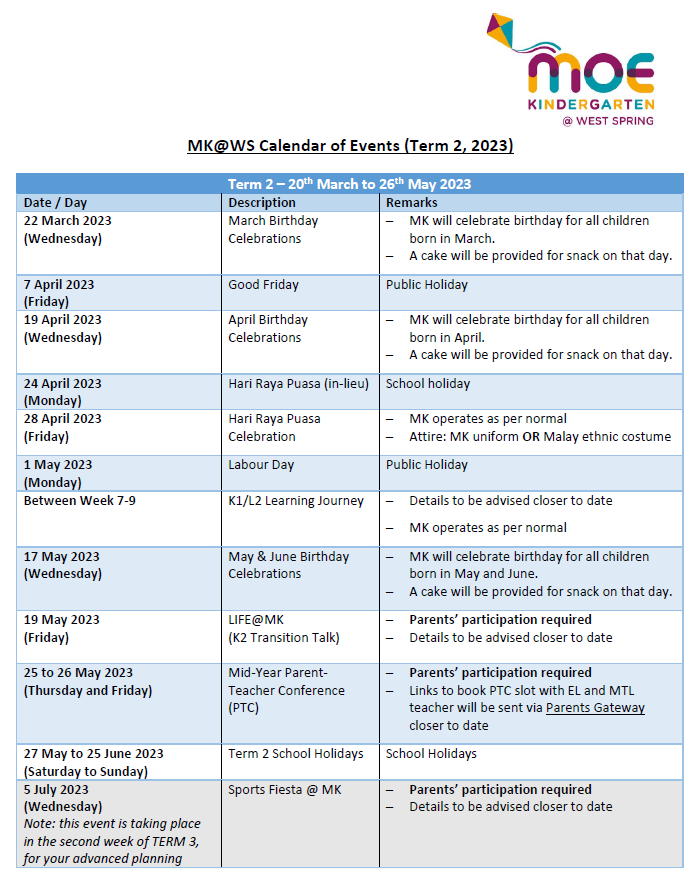 MOE
KINDERGARTEN
@ WEST SPRING
MK@WS Calendar of Events (Term 2, 2023)
Term 2 – 20th March to 26th May 2023
Date / Day Description Remarks
22 March 2023
(Wednesday)
March Birthday
Celebrations
– MK will celebrate birthday for all children
born in March.
– A cake will be provided for snack on that day.
7 April 2023
(Friday)
Good Friday
Public Holiday
19 April 2023
(Wednesday)
April Birthday
Celebrations
– MK will celebrate birthday for all children
born in April.
– A cake will be provided for snack on that day.
24 April 2023
(Monday)
Hari Raya Puasa (in-lieu)
School holiday
28 April 2023
(Friday)
Hari Raya Puasa
Celebration
– MK operates as per normal
– Attire: MK uniform OR Malay ethnic costume
1 May 2023
(Monday)
Labour Day
Public Holiday
Between Week 7-9
K1/L2 Learning Journey
– Details to be advised closer to date
– MK operates as per normal
17 May 2023
(Wednesday)
May & June Birthday
Celebrations
– MK will celebrate birthday for all children
born in May and June.
– A cake will be provided for snack on that day.
19 May 2023
(Friday)
LIFE@MK
(K2 Transition Talk)
– Parents’ participation required
– Details to be advised closer to date
25 to 26 May 2023
(Thursday and Friday)
Mid-Year Parent-
Teacher Conference
(PTC)
– Parents’ participation required
– Links to book PTC slot with EL and MTL
teacher will be sent via Parents Gateway
closer to date
27 May to 25 June 2023
(Saturday to Sunday)
Term 2 School Holidays
School Holidays
5 July 2023
(Wednesday)
Note: this event is taking place
in the second week of TERM 3,
for your advanced planning
Sports Fiesta @ MK
– Parents’ participation required
– Details to be advised closer to date